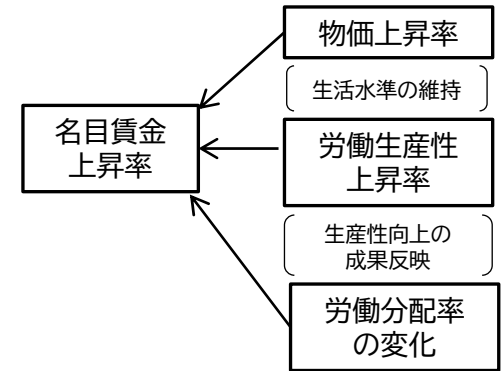 物価上昇率
生活水準の維持
名目賃金
上昇率
労働生産性
上昇率
生産性向上の
成果反映
労働分配率
の変化